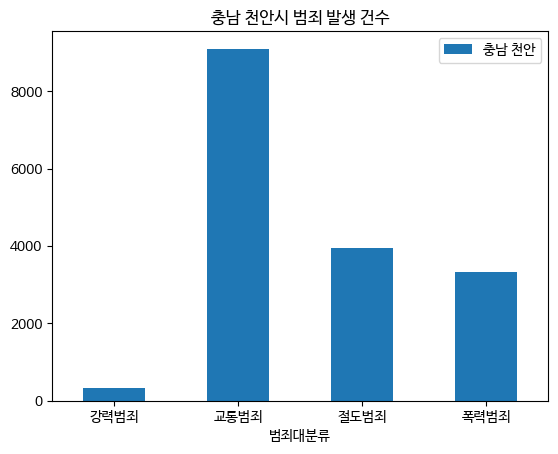 충남 천안시 범죄 발생 건수
충남 천안
8000
6000
4000
2000
0
강력범죄 교통범죄 절도범죄 폭력범죄
범죄대분류